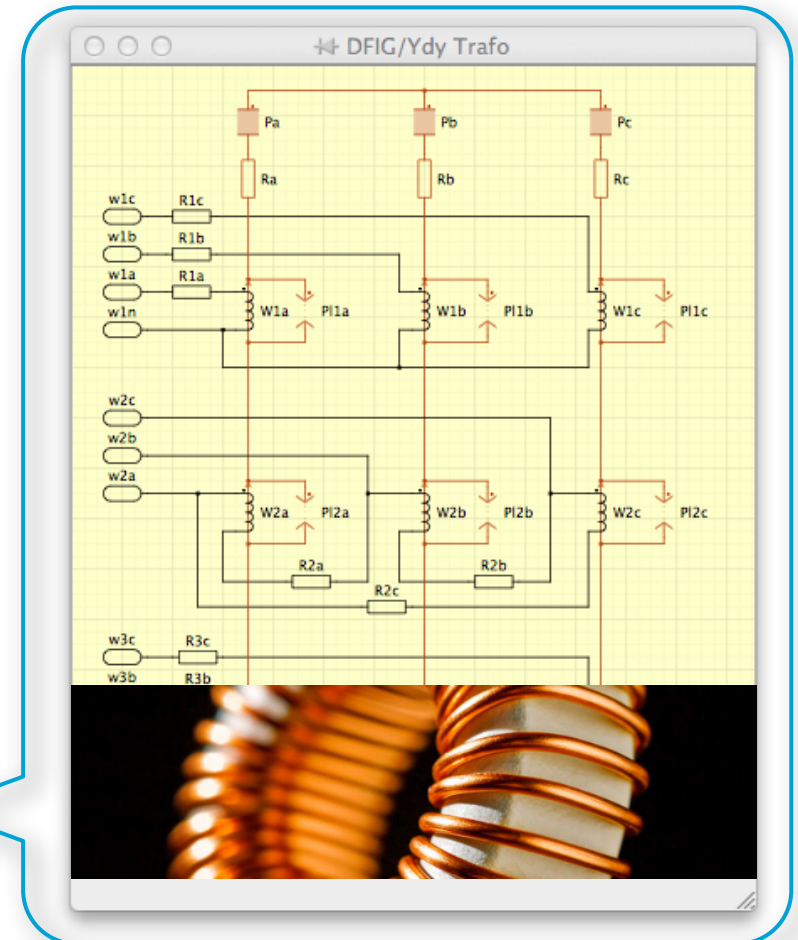 DFIG/Ydy Trafo
Pa Pb Pc
Ra Rb Rc
w1c R1c
w1b R1b
w1a R1a
W1a Pl1a W1b Pl1b W1c Pl1c
w1n
w2c
w2b
w2a
W2a Pl2a W2b Pl2b W2c Pl2c
R2a R2b
R2c
w3c R3c
w3b R3b